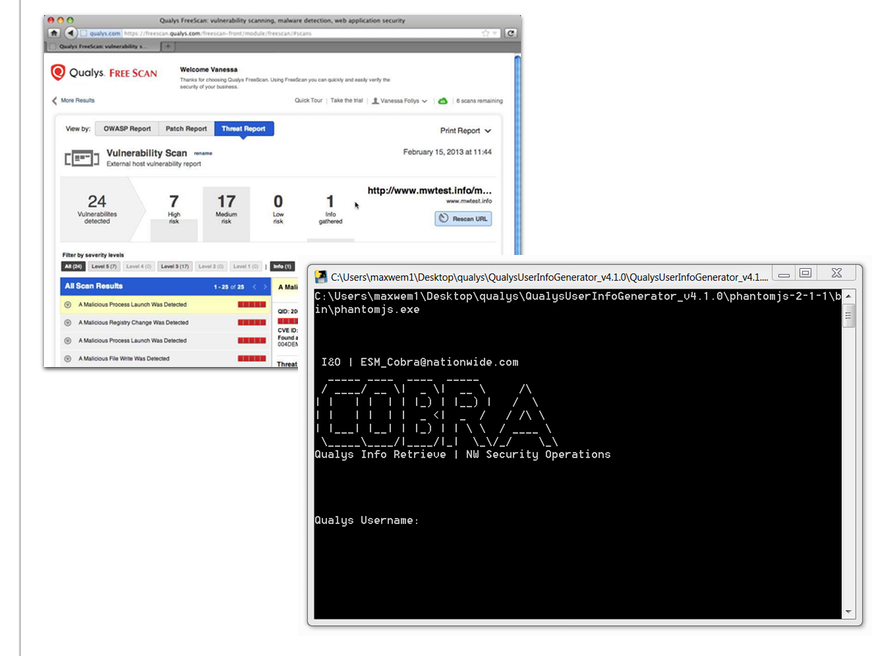 Qualys FreeScan: vulnerability scanning, malware detection, web application security
qualys.com https://freescan.qualys.com/freescan-front/module/freescan/#scans
Qualys FreeScan: vulnerability s...
Qualys. FREE SCAN
Welcome Vanessa
Thanks for choosing Qualys FreeScan. Using FreeScan you can quickly and easily verify the
security of your business.
More Results
Quick Tour | Take the trial | Vanessa Follys | 6 scans remaining
View by: OWASP Report Patch Report Threat Report Print Report
Vulnerability Scan rename
External host vulnerability report
February 15, 2013 at 11:44
24 Vulnerabilites detected
7 High risk
17 Medium risk
0 Low risk
1 Info gathered
http://www.mwtest.info/m...
www.mwtest.info
Rescan URL
Filter by severity levels
All (24) Level 5 (7) Level 4 (0) Level 3 (17) Level 2 (0) Level 1 (0) | Info (1)
All Scan Results 1 - 25 of 25
A Malicious Process Launch Was Detected
A Malicious Registry Change Was Detected
A Malicious Process Launch Was Detected
A Malicious File Write Was Detected
A Mali
QID: 20
CVE ID:
Found a
004DEM
Threat
C:\Users\maxwem1\Desktop\qualys\QualysUserInfoGenerator_v4.1.0\QualysUserInfoGenerator_v4.1....
C:\Users\maxwem1\Desktop\qualys\QualysUserInfoGenerator_v4.1.0\phantomjs-2-1-1\b
in\phantomjs.exe
I&O | ESM_Cobra@nationwide.com
COBRA
Qualys Info Retrieve | NW Security Operations
Qualys Username: